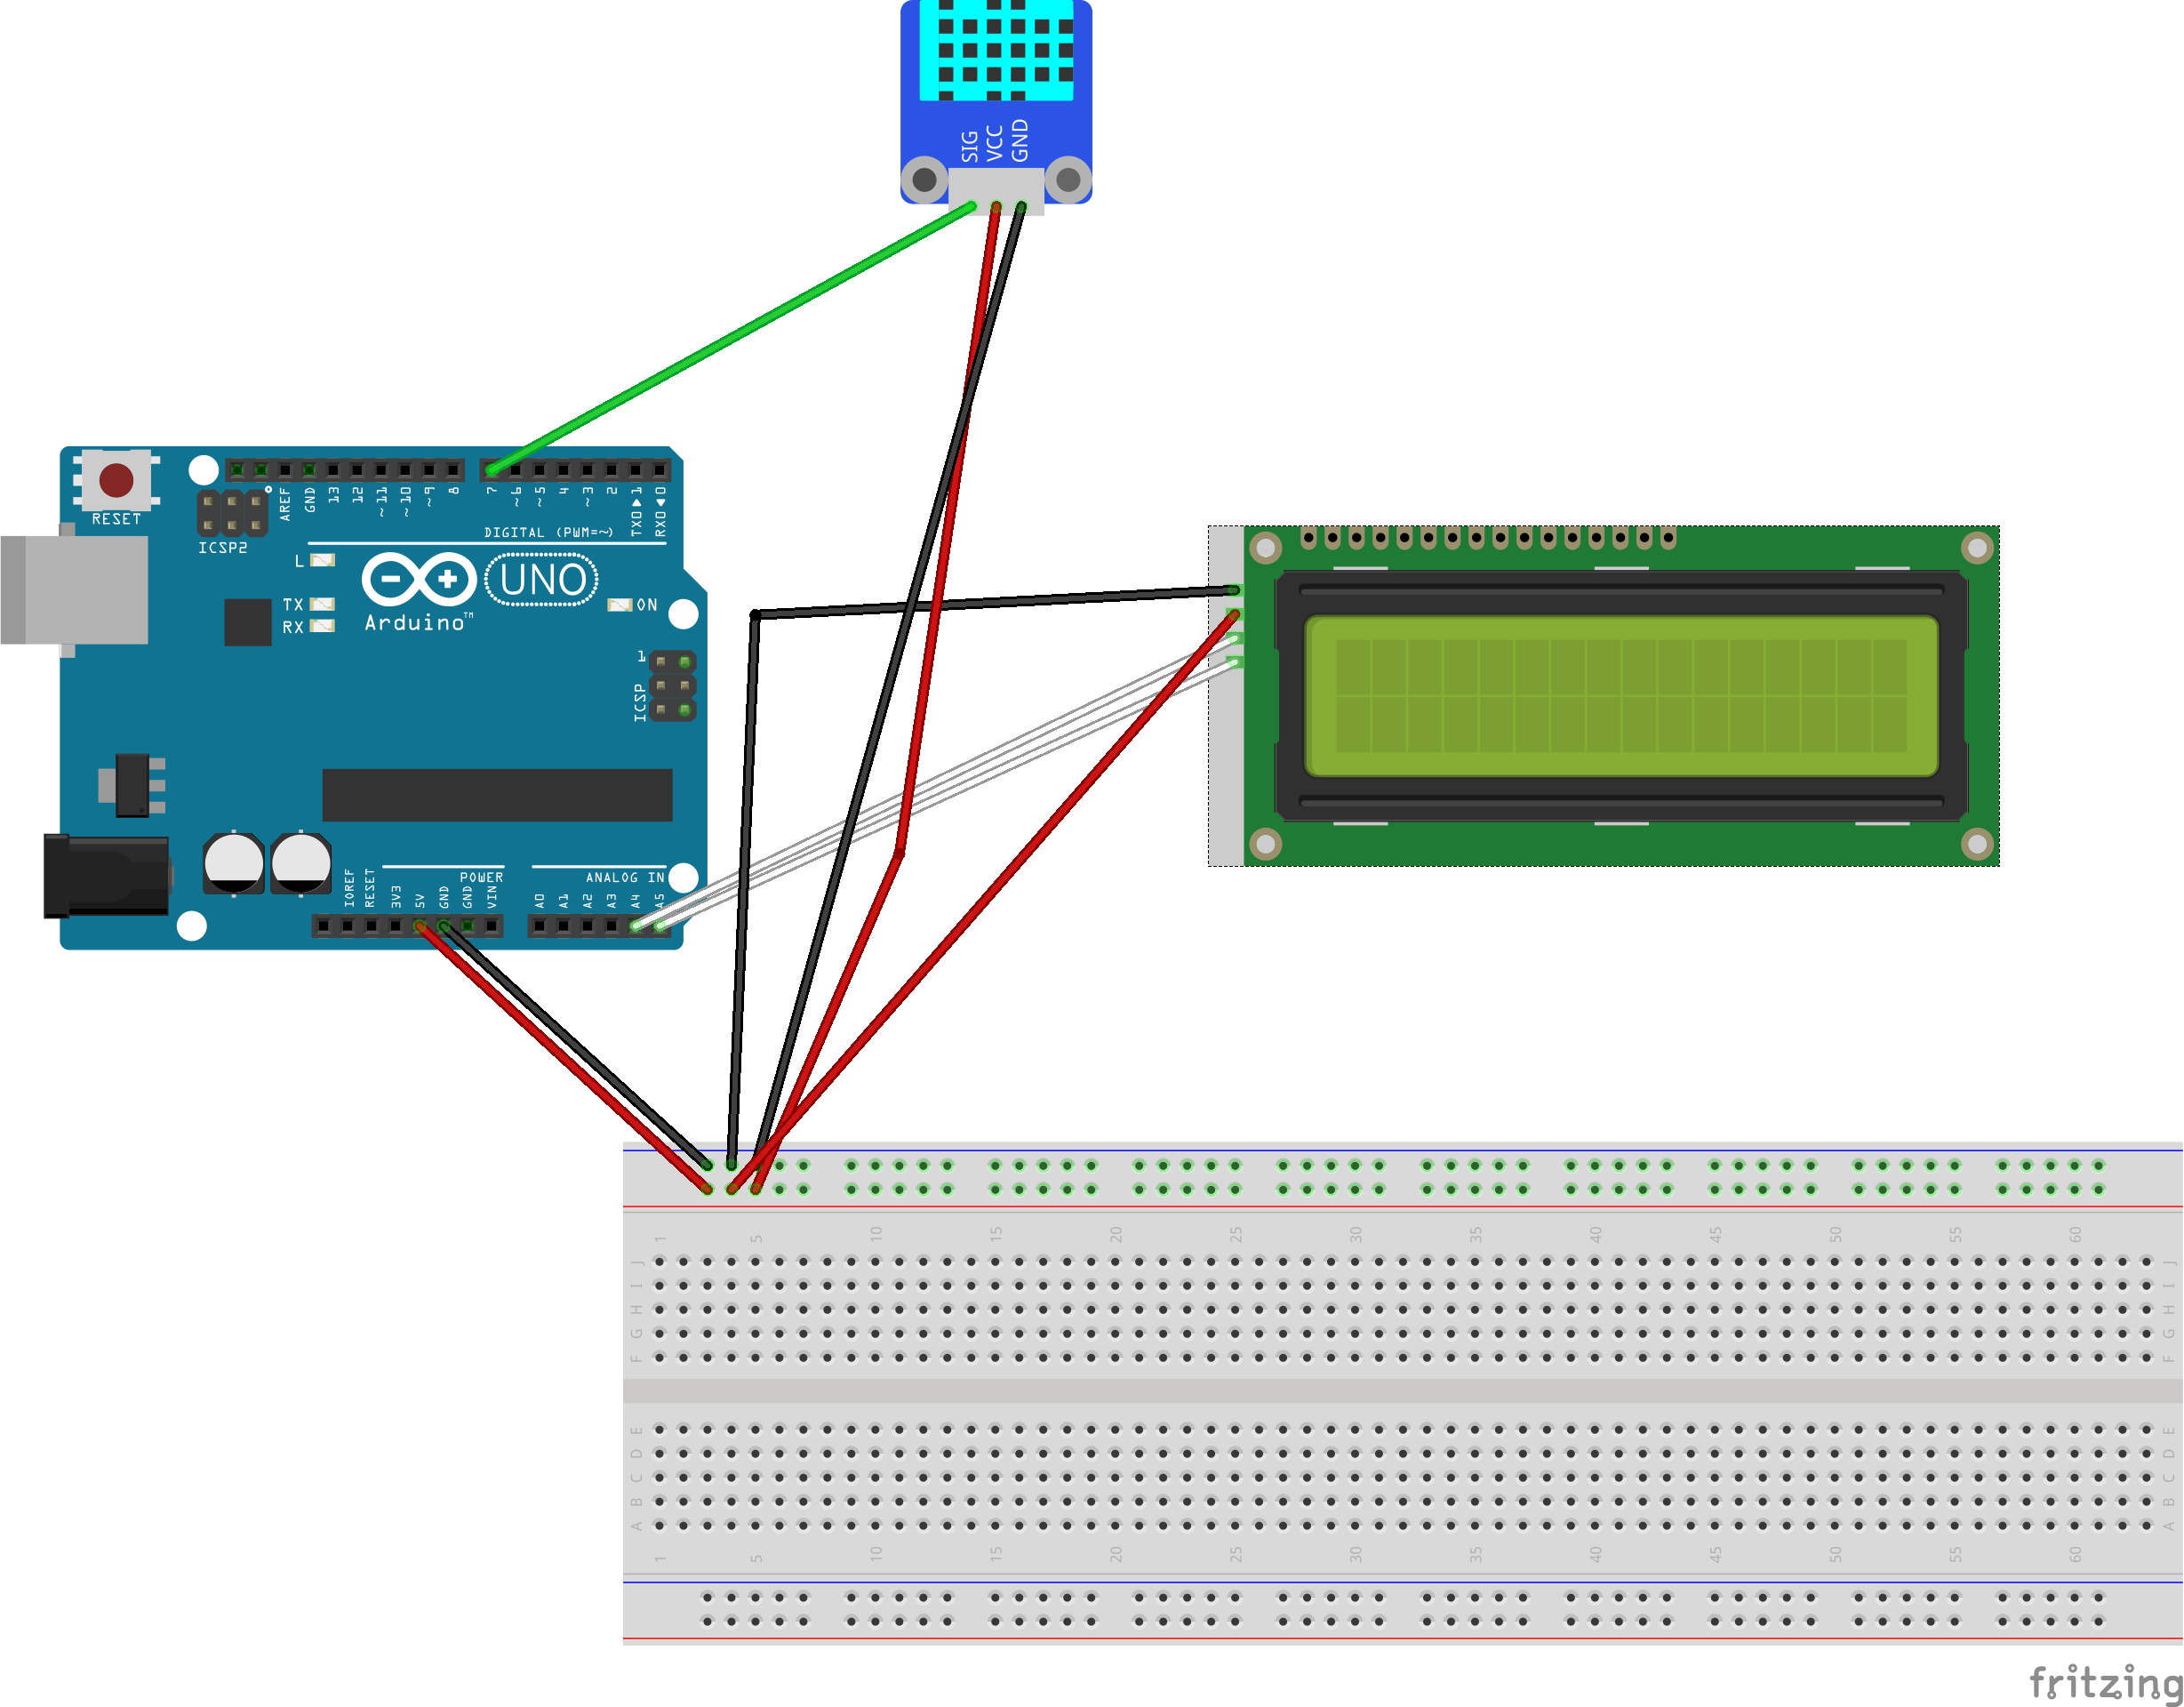 SIG
VCC
GND
RESET
ICSP2
AREF
GND
13
12
~11
~10
~9
8
7
~6
~5
4
~3
2
TX0▶1
RX0◀0
DIGITAL (PWM=~)
L
TX
RX
UNO
Arduino™
ON
1
ICSP
POWER
ANALOG IN
IOREF
RESET
3V3
5V
GND
GND
VIN
A0
A1
A2
A3
A4
A5
1 5 10 15 20 25 30 35 40 45 50 55 60
J J
I I
H H
G G
F F
E E
D D
C C
B B
A A
1 5 10 15 20 25 30 35 40 45 50 55 60
fritzing